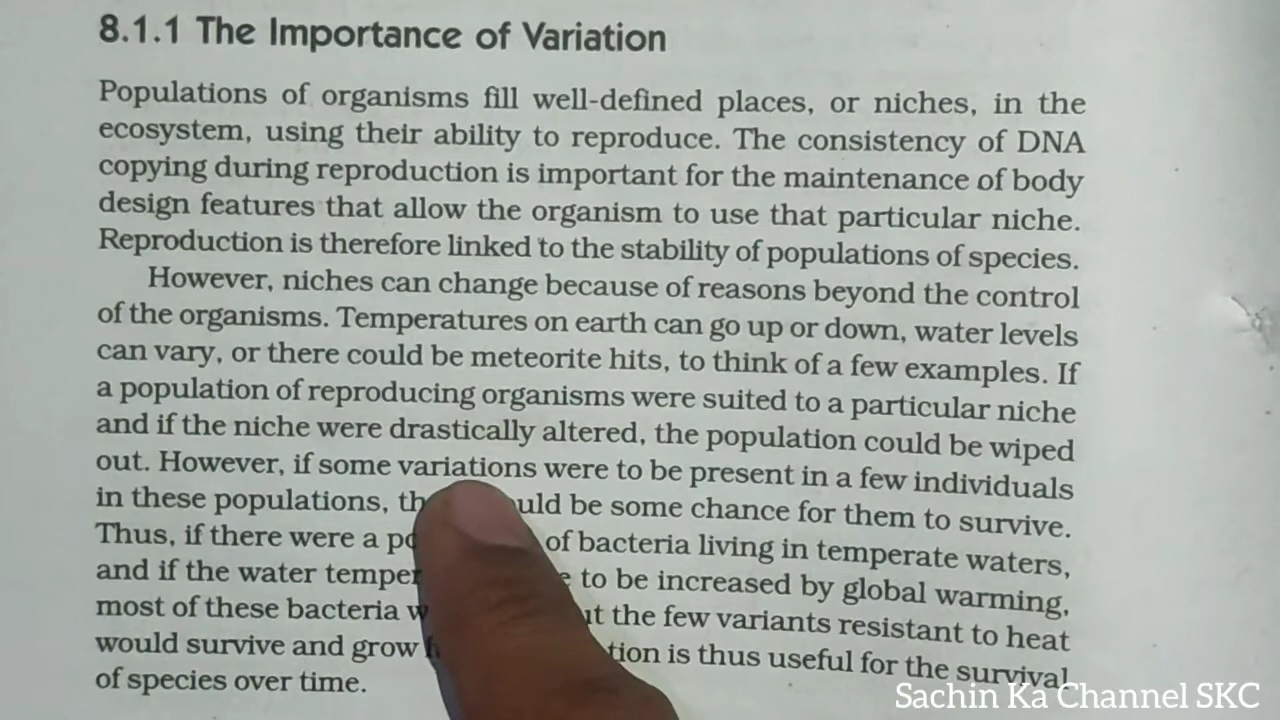 8.1.1 The Importance of Variation
Populations of organisms fill well-defined places, or niches, in the
ecosystem, using their ability to reproduce. The consistency of DNA
copying during reproduction is important for the maintenance of body
design features that allow the organism to use that particular niche.
Reproduction is therefore linked to the stability of populations of species.
However, niches can change because of reasons beyond the control
of the organisms. Temperatures on earth can go up or down, water levels
can vary, or there could be meteorite hits, to think of a few examples. If
a population of reproducing organisms were suited to a particular niche
and if the niche were drastically altered, the population could be wiped
out. However, if some variations were to be present in a few individuals
in these populations, be some chance for them to survive.
Thus, if there were a of bacteria living in temperate waters,
and if the water to be increased by global warming,
most of these bacteria the few variants resistant to heat
would survive and grow is thus useful for the survival
of species over time.
Sachin Ka Channel SKC